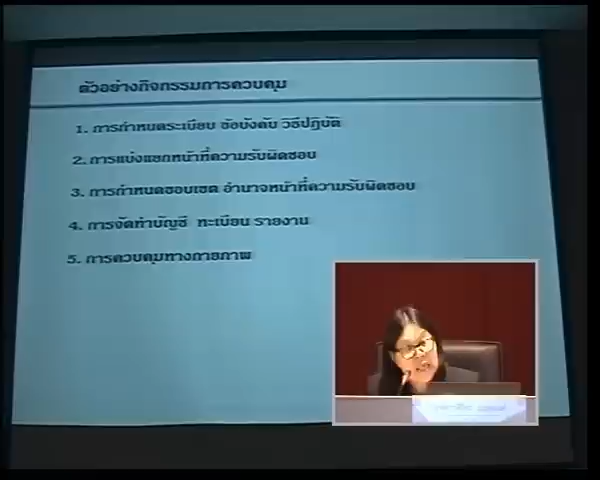 ตัวอย่างกิจกรรมการควบคุม
1. การกำหนดระเบียบ ข้อบังคับ วิธีปฏิบัติ
2. การแบ่งแยกหน้าที่ความรับผิดชอบ
3. การกำหนดขอบเขต อำนาจหน้าที่ความรับผิดชอบ
4. การจัดทำบัญชี ทะเบียน รายงาน
5. การควบคุมทางกายภาพ